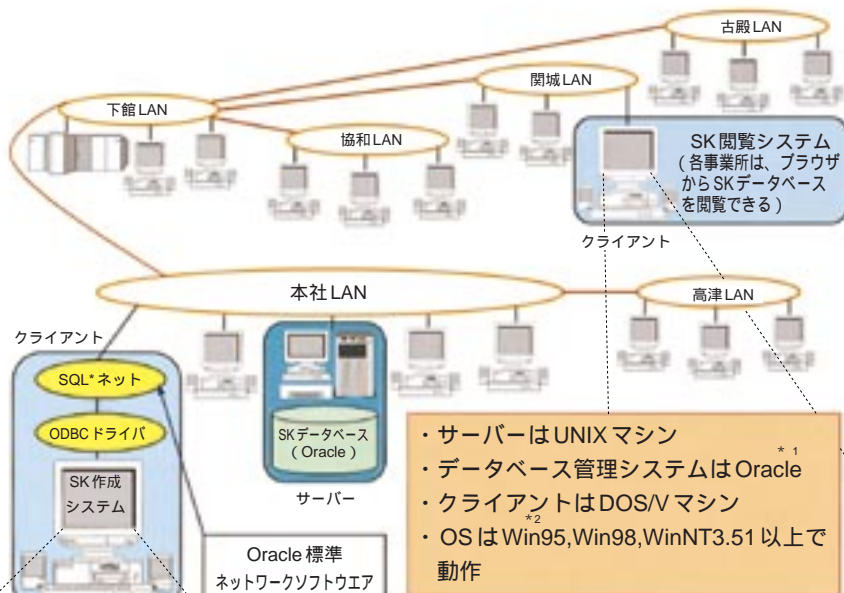 古殿LAN
関城LAN
下館LAN
協和LAN
SK閲覧システム
(各事業所は、ブラウザ
からSKデータベース
を閲覧できる)
クライアント
本社LAN
高津LAN
クライアント
SQL*ネット
ODBCドライバ
SK作成
システム
SKデータベース
(Oracle)
サーバー
Oracle標準
ネットワークソフトウエア
・サーバーはUNIXマシン
・データベース管理システムはOracle*1
・クライアントはDOS/Vマシン
・OSはWin95*2,Win98,WinNT3.51以上で
動作